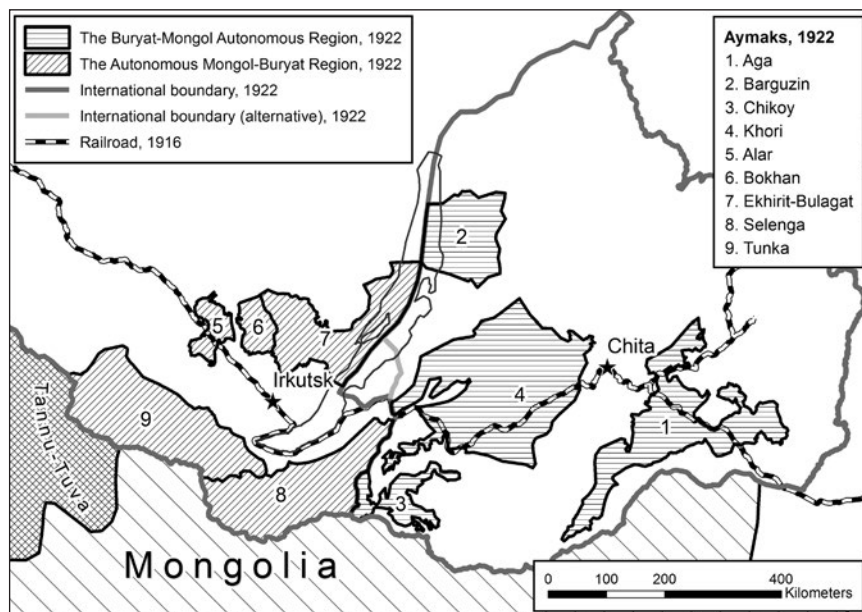 The Buryat-Mongol Autonomous Region, 1922
The Autonomous Mongol-Buryat Region, 1922
International boundary, 1922
International boundary (alternative), 1922
Railroad, 1916
Aymaks, 1922
1. Aga
2. Barguzin
3. Chikoy
4. Khori
5. Alar
6. Bokhan
7. Ekhirit-Bulagat
8. Selenga
9. Tunka
2
5
6
7
Chita
Irkutsk
4
9
1
Tannu-Tuva
8
3
Mongolia
0 100 200 400
Kilometers